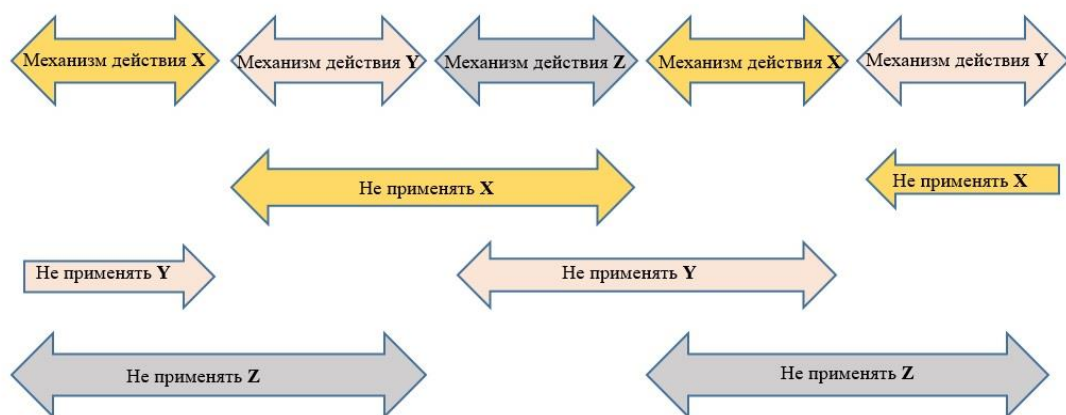 Механизм действия X
Механизм действия Y
Механизм действия Z
Механизм действия X
Механизм действия Y
Не применять X
Не применять X
Не применять Y
Не применять Y
Не применять Z
Не применять Z